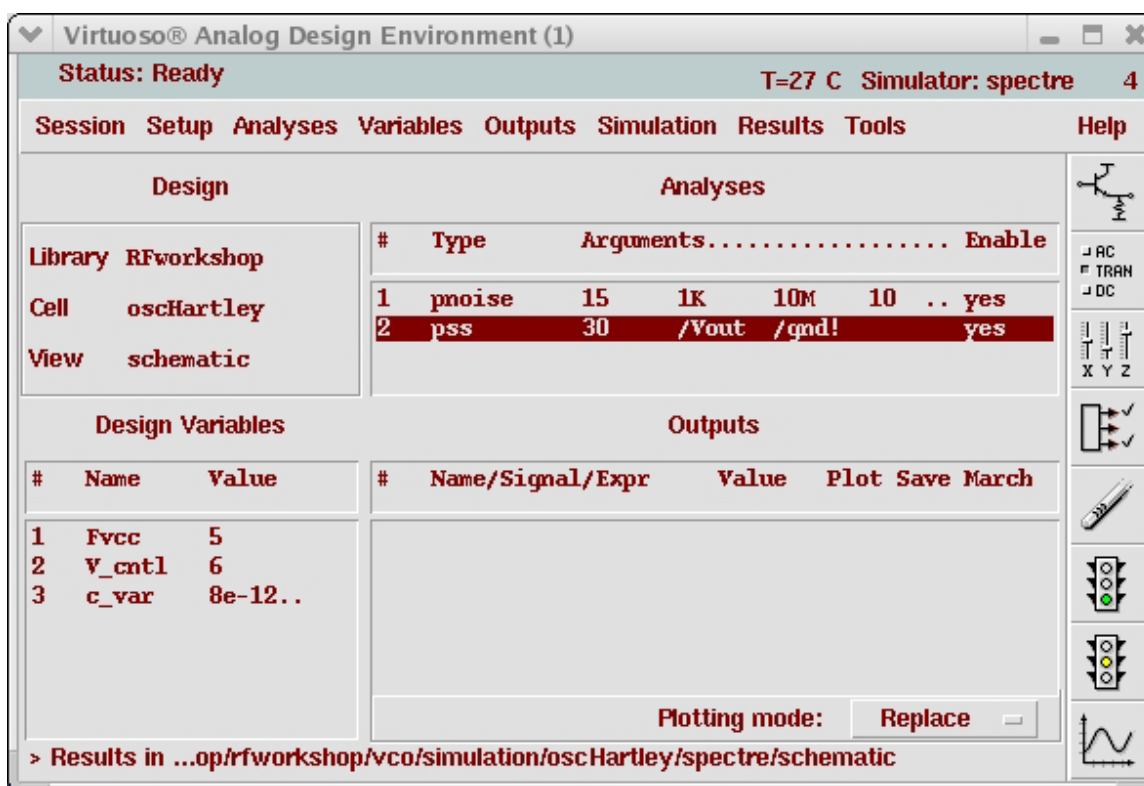 Virtuoso® Analog Design Environment (1)
Status: Ready T=27 C Simulator: spectre 4
Session Setup Analyses Variables Outputs Simulation Results Tools Help
Design
Library RFworkshop
Cell oscHartley
View schematic
Analyses
# Type Arguments.................. Enable
1 pnoise 15 1K 10M 10 .. yes
2 pss 30 /Vout /gnd! yes
AC
TRAN
DC
X Y Z
Design Variables
# Name Value
1 Fvcc 5
2 V_cntl 6
3 c_var 8e-12..
Outputs
# Name/Signal/Expr Value Plot Save March
Plotting mode: Replace
> Results in ...op/rfworkshop/vco/simulation/oscHartley/spectre/schematic